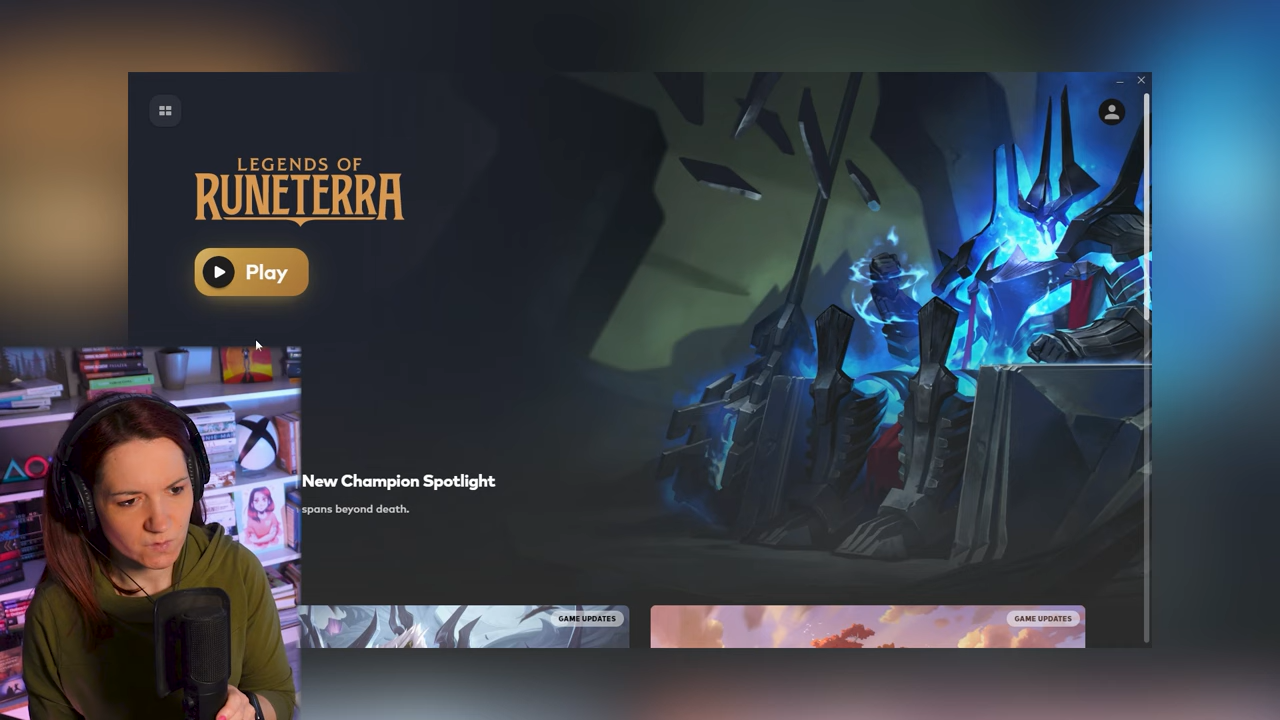 LEGENDS OF
RUNETERRA
Play
New Champion Spotlight
spans beyond death.
GAME UPDATES
GAME UPDATES